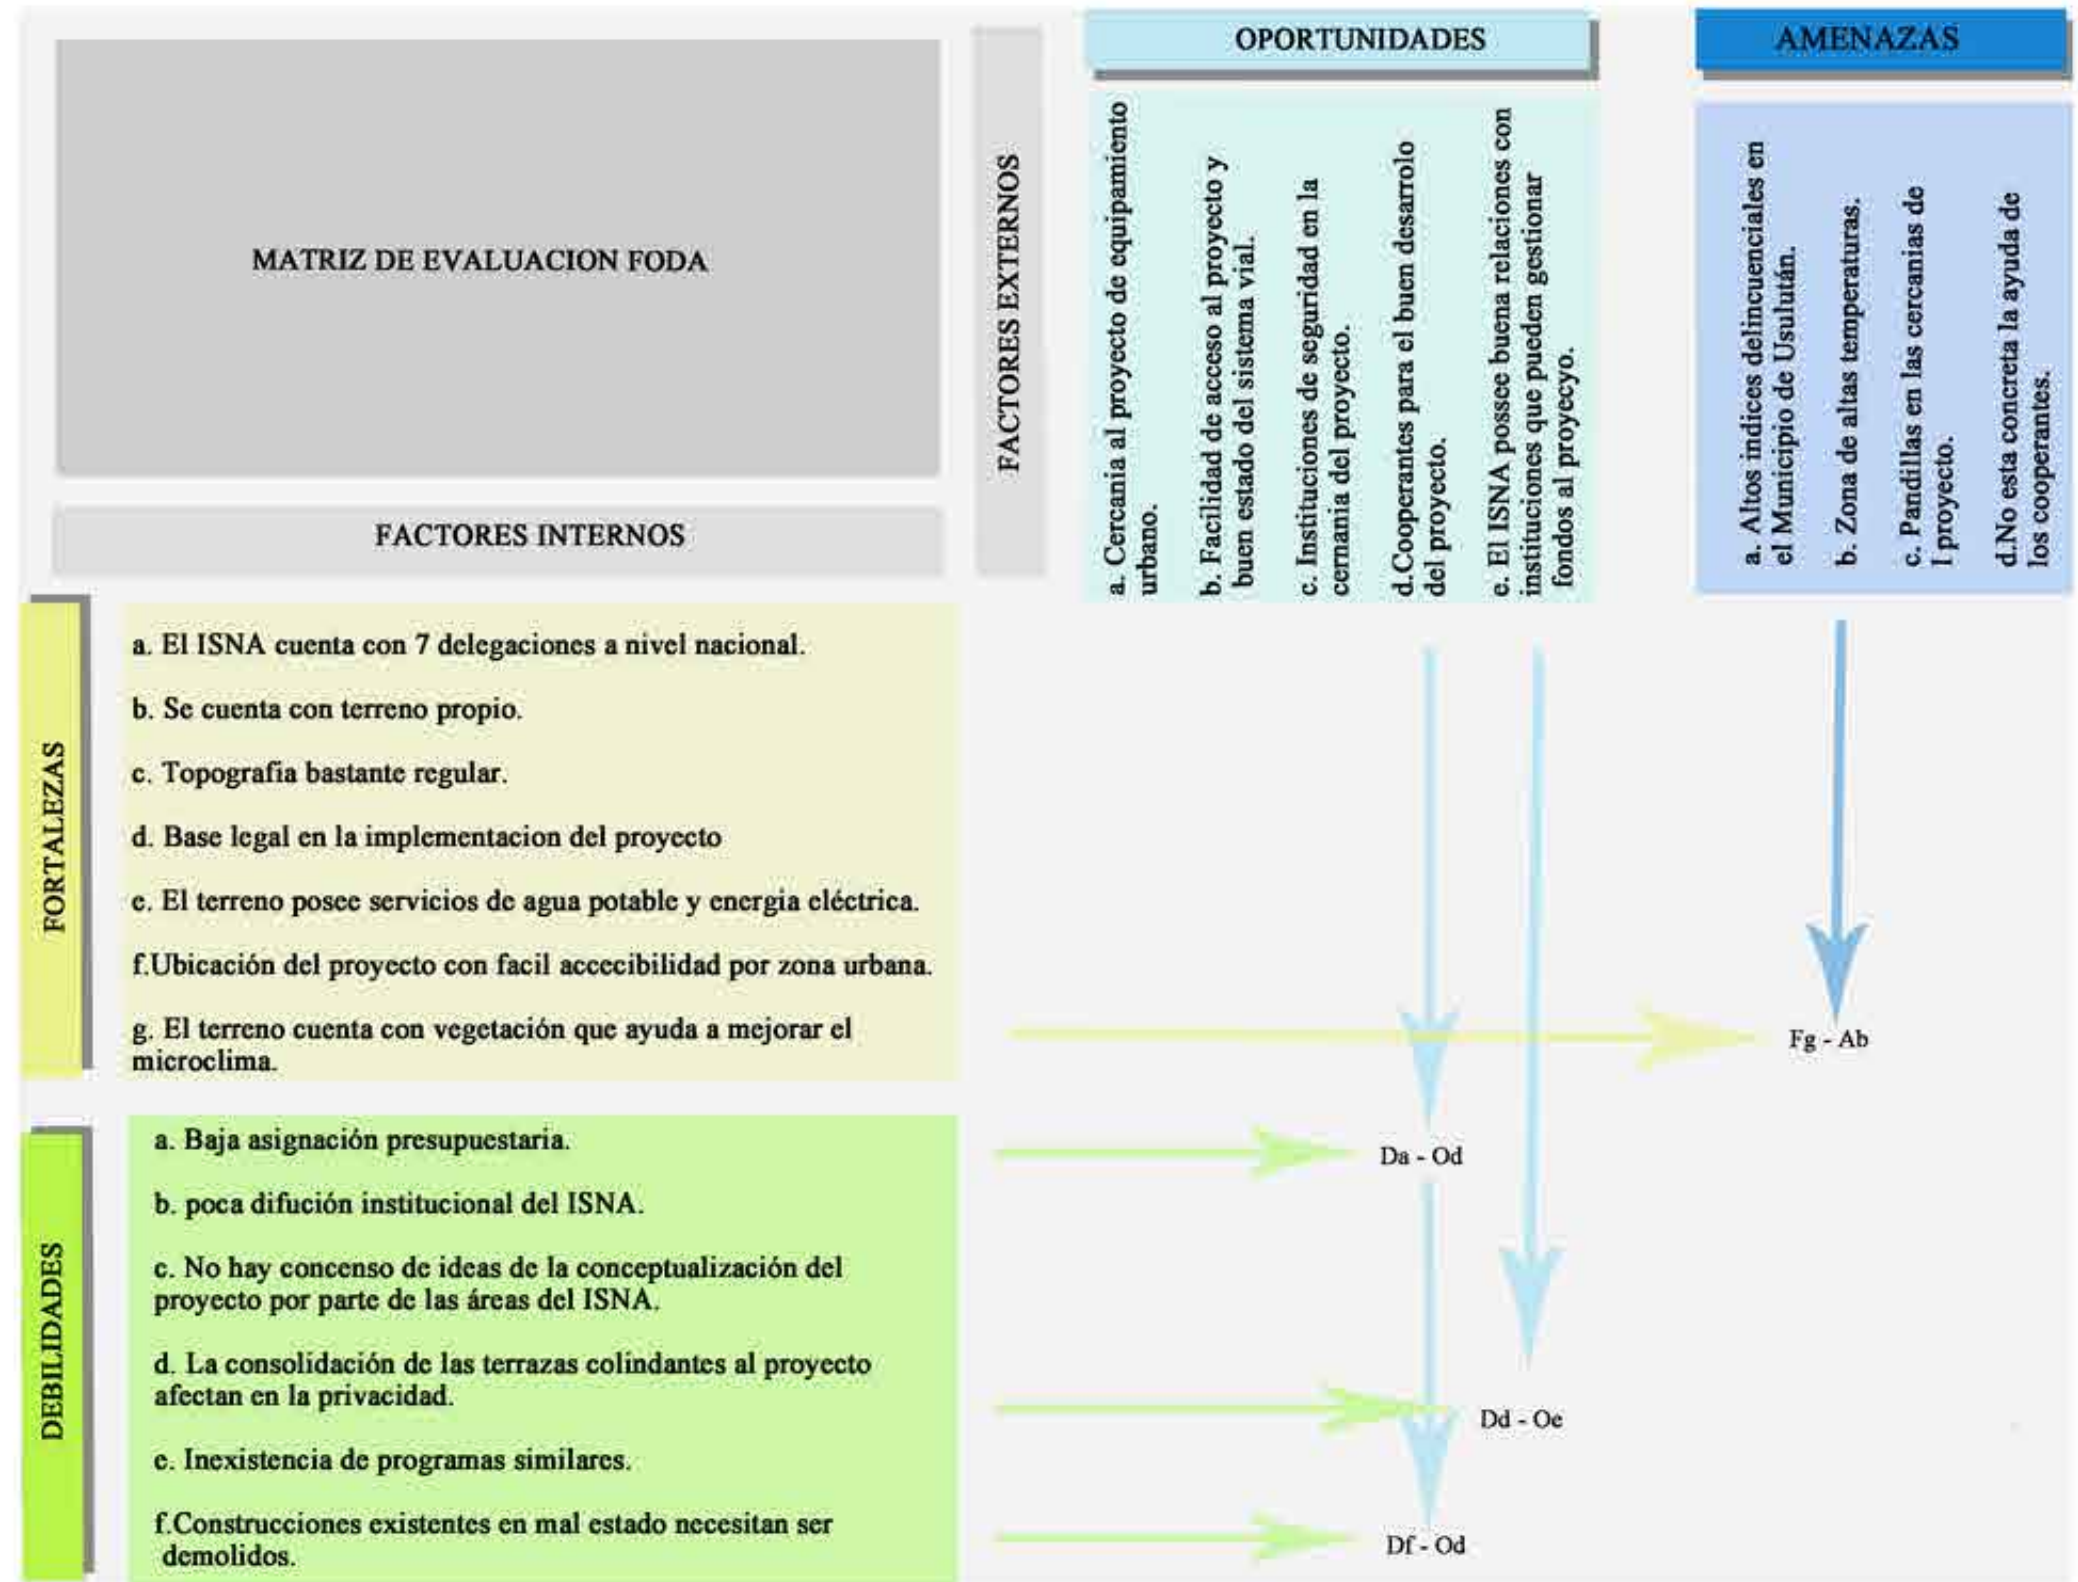 MATRIZ DE EVALUACION FODA
FACTORES INTERNOS
FACTORES EXTERNOS
OPORTUNIDADES
a. Cercania al proyecto de equipamiento
urbano.
b. Facilidad de acceso al proyecto y
buen estado del sistema vial.
c. Instituciones de seguridad en la
cernania del proyecto.
d.Cooperantes para el buen desarrolo
del proyecto.
e. El ISNA possee buena relaciones con
instituciones que pueden gestionar
fondos al proyecyo.
AMENAZAS
a. Altos indices delincuenciales en
el Municipio de Usulután.
b. Zona de altas temperaturas.
c. Pandillas en las cercanias de
l proyecto.
d.No esta concreta la ayuda de
los cooperantes.
FORTALEZAS
a. El ISNA cuenta con 7 delegaciones a nivel nacional.
b. Se cuenta con terreno propio.
c. Topografia bastante regular.
d. Base legal en la implementacion del proyecto
e. El terreno posee servicios de agua potable y energia eléctrica.
f.Ubicación del proyecto con facil accecibilidad por zona urbana.
g. El terreno cuenta con vegetación que ayuda a mejorar el
microclima.
Fg - Ab
DEBILIDADES
a. Baja asignación presupuestaria.
b. poca difución institucional del ISNA.
c. No hay concenso de ideas de la conceptualización del
proyecto por parte de las áreas del ISNA.
d. La consolidación de las terrazas colindantes al proyecto
afectan en la privacidad.
e. Inexistencia de programas similares.
f.Construcciones existentes en mal estado necesitan ser
demolidos.
Da - Od
Dd - Oe
Df - Od